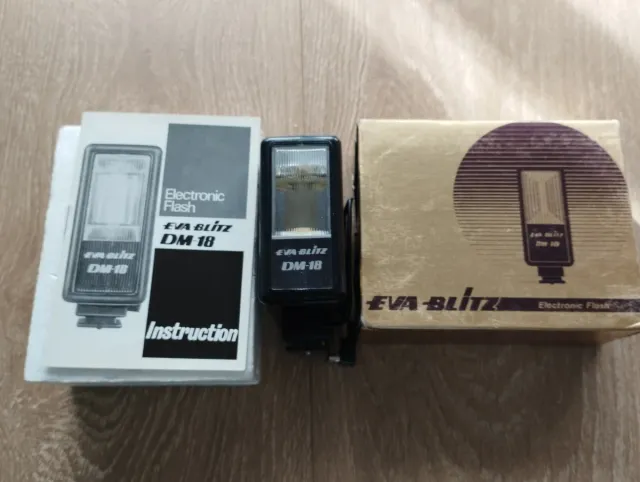 Electronic
Flash
EVA-BLITZ
DM-18
Instruction
DM-18
EVA-BLITZ
DM-18
DM-18
EVA-BLITZ
Electronic Flash